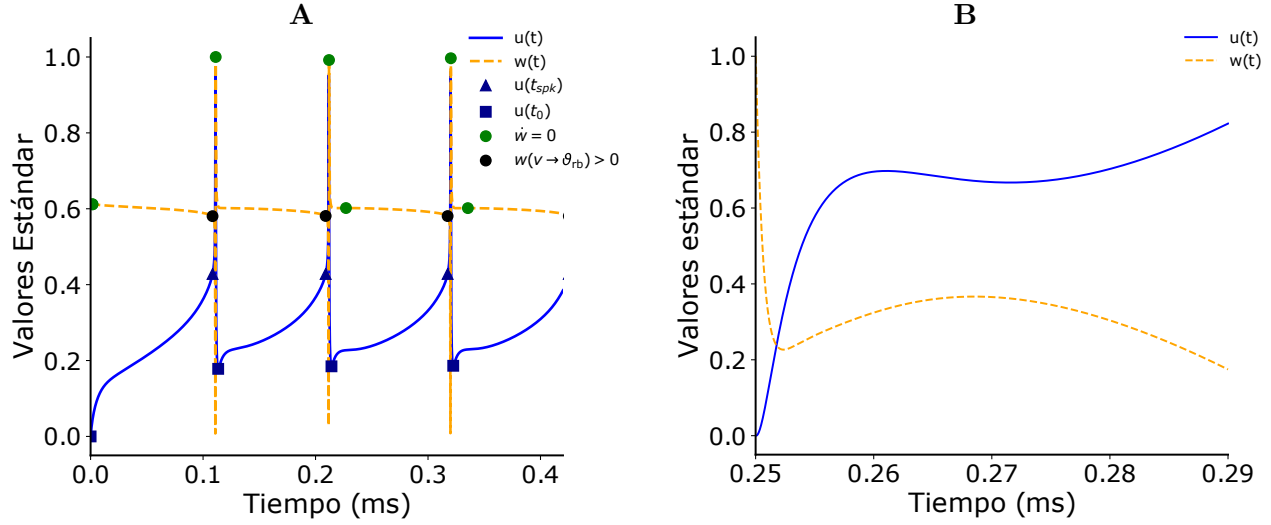 A
u(t)
w(t)
u(t_spk)
u(t_0)
ẇ = 0
w(v → ϑ_rb) > 0
Valores Estándar
1.0
0.8
0.6
0.4
0.2
0.0
0.0 0.1 0.2 0.3 0.4
Tiempo (ms)
B
u(t)
w(t)
Valores estándar
1.0
0.8
0.6
0.4
0.2
0.0
0.25 0.26 0.27 0.28 0.29
Tiempo (ms)